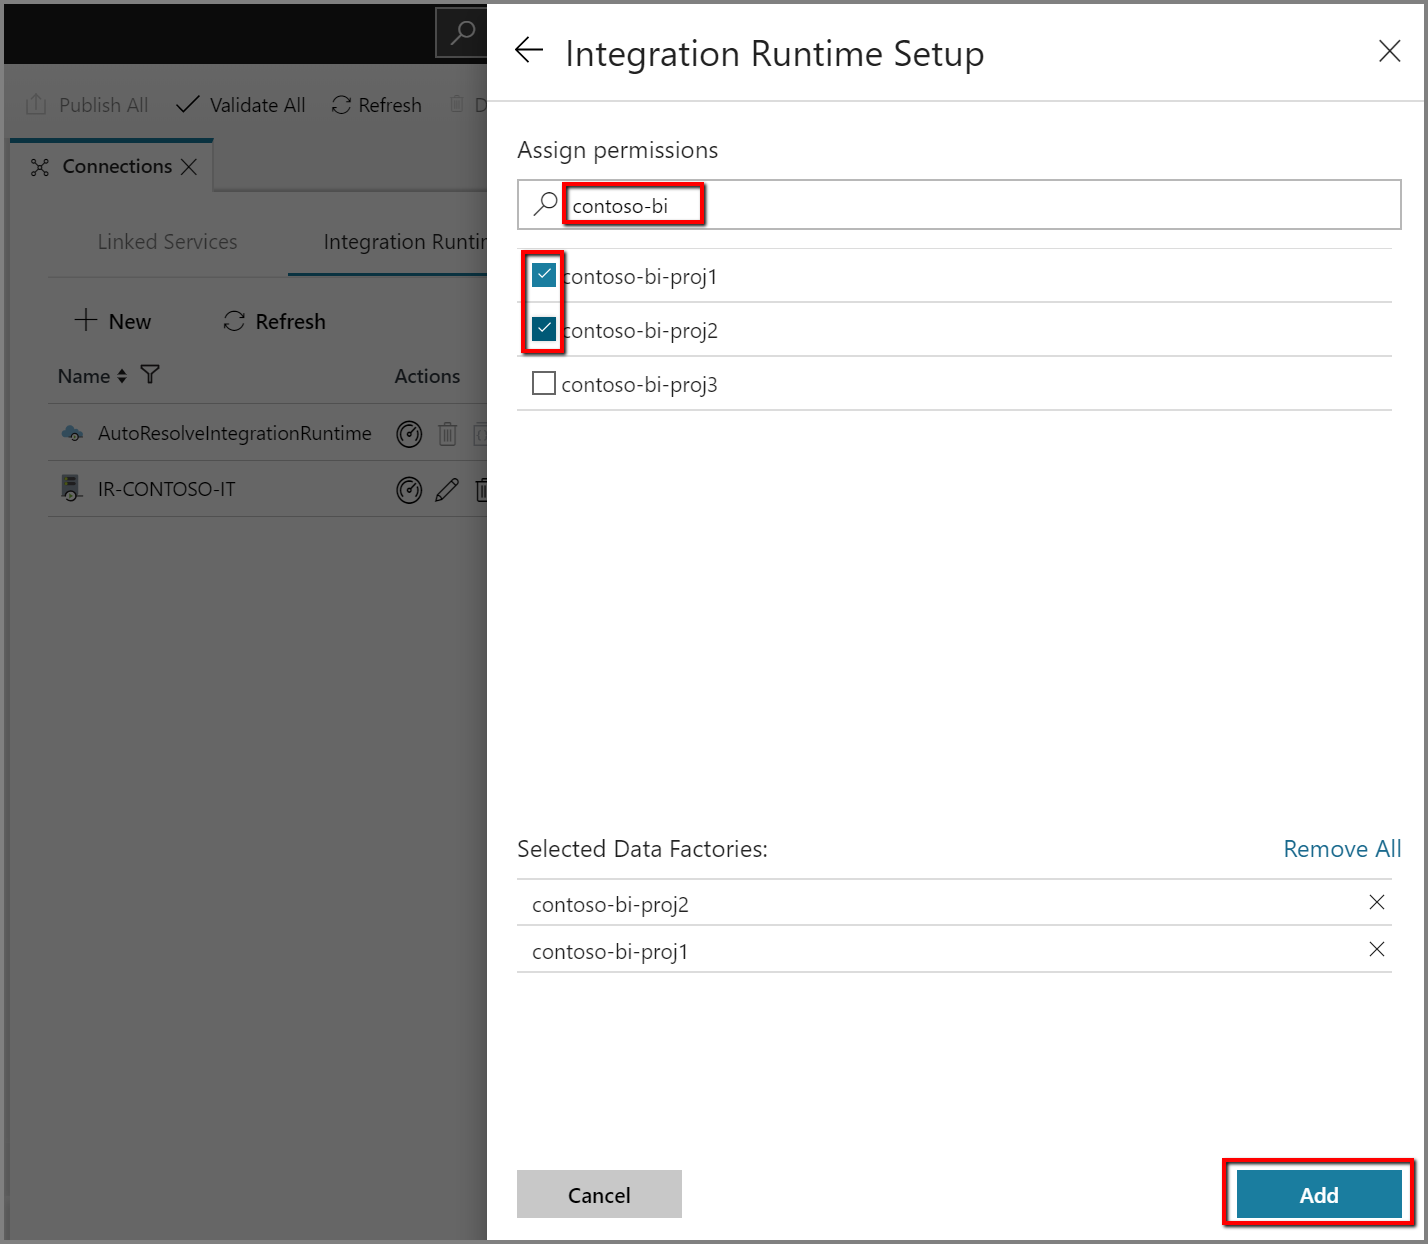 Integration Runtime Setup
Publish All
Validate All
Refresh
D
Connections
Linked Services
Integration Runtin
New
Refresh
Name
Actions
AutoResolveIntegrationRuntime
IR-CONTOSO-IT
Assign permissions
contoso-bi
contoso-bi-proj1
contoso-bi-proj2
contoso-bi-proj3
Selected Data Factories:
Remove All
contoso-bi-proj2
contoso-bi-proj1
Cancel
Add